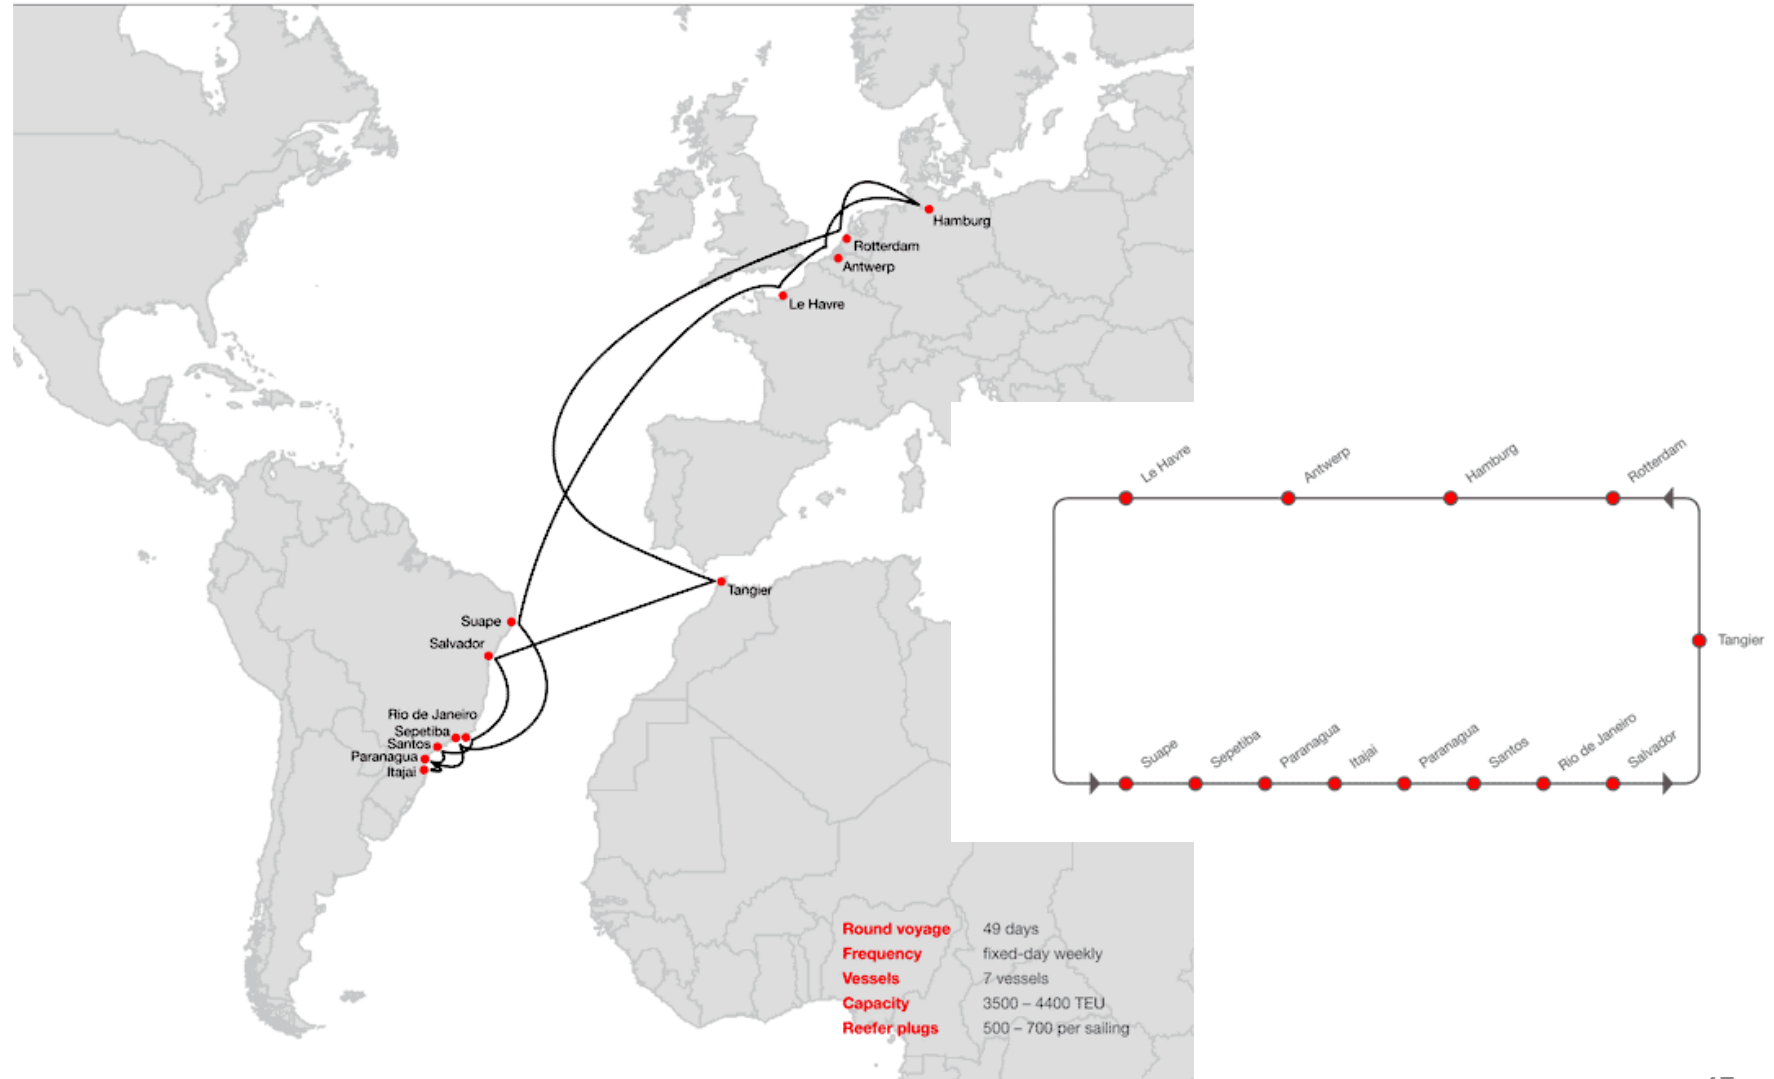 Hamburg
Rotterdam
Antwerp
Le Havre
Tangier
Suape
Salvador
Rio de Janeiro
Sepetiba
Santos
Paranagua
Itajai
Le Havre
Antwerp
Hamburg
Rotterdam
Tangier
Suape
Sepetiba
Paranagua
Itajai
Paranagua
Santos
Rio de Janeiro
Salvador
Round voyage 49 days
Frequency fixed-day weekly
Vessels 7 vessels
Capacity 3500 – 4400 TEU
Reefer plugs 500 – 700 per sailing